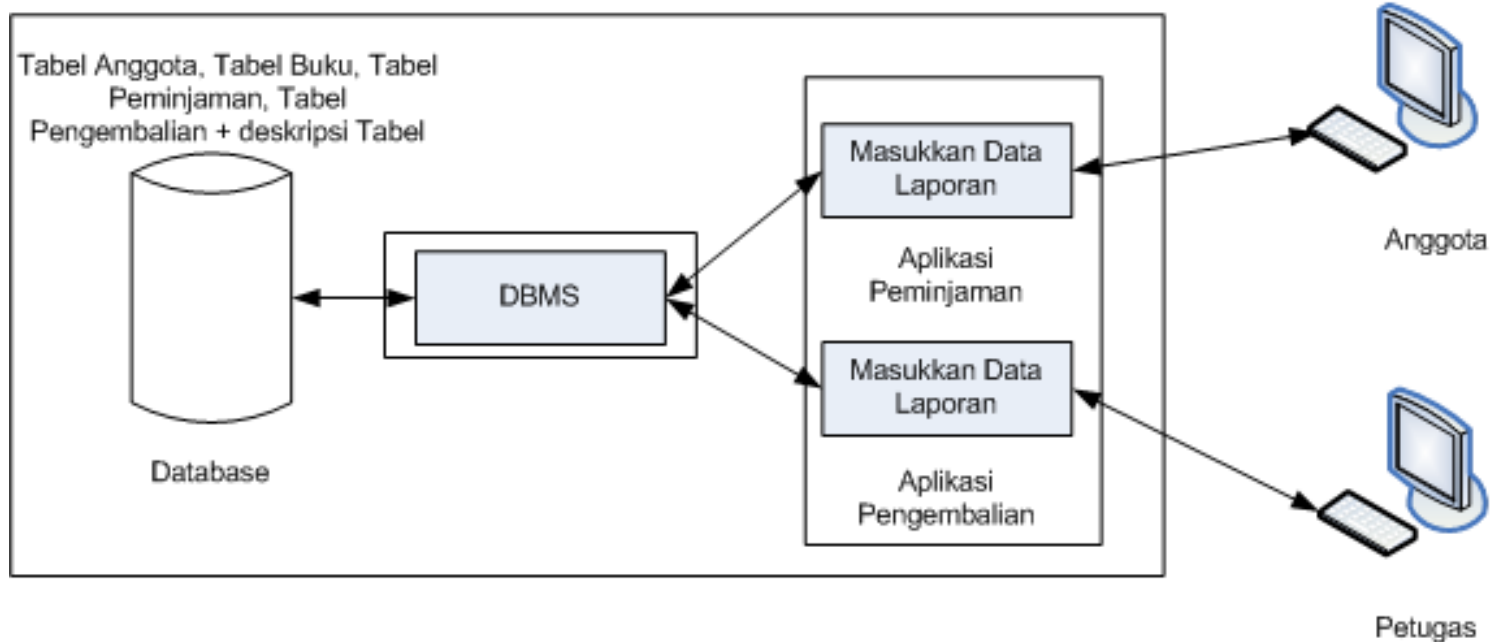 Tabel Anggota, Tabel Buku, Tabel
Peminjaman, Tabel
Pengembalian + deskripsi Tabel
Database
DBMS
Masukkan Data
Laporan
Aplikasi
Peminjaman
Masukkan Data
Laporan
Aplikasi
Pengembalian
Anggota
Petugas